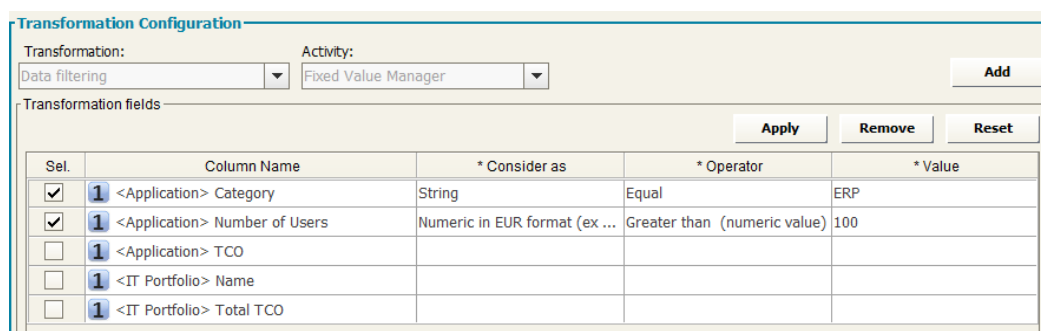 Transformation Configuration
Transformation: Activity:
Data filtering Fixed Value Manager Add
Transformation fields
Apply Remove Reset
Sel. Column Name * Consider as * Operator * Value
1 <Application> Category String Equal ERP
1 <Application> Number of Users Numeric in EUR format (ex ... Greater than (numeric value) 100
1 <Application> TCO
1 <IT Portfolio> Name
1 <IT Portfolio> Total TCO